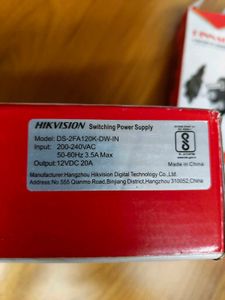 HIKVISION Switching Power Supply
Model: DS-2FA120K-DW-IN
Input: 200-240VAC
50-60Hz 3.5A Max
Output:12VDC 20A
Made in China
Manufacturer: Hangzhou Hikvision Digital Technology Co.,Ltd.
Address:No 555 Qianmo Road,Binjiang District,Hangzhou 310052,China